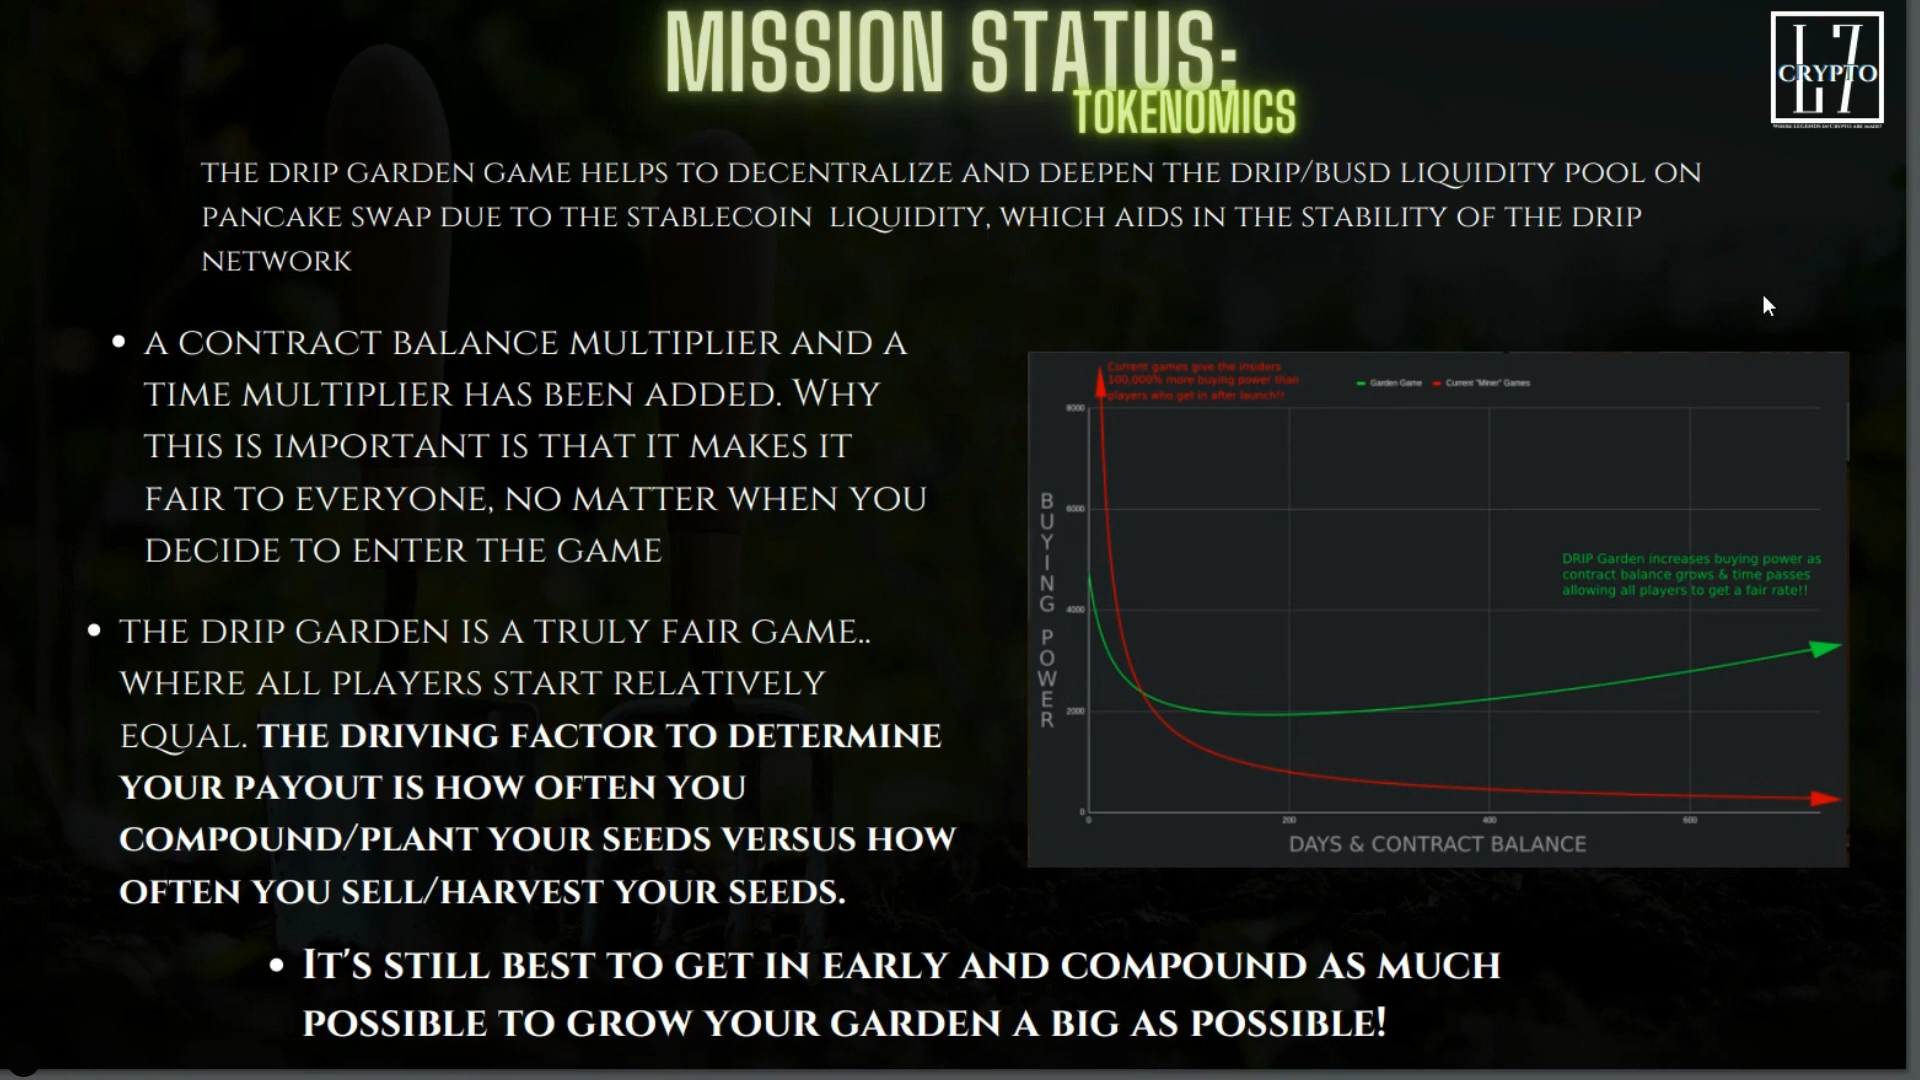 MISSION STATUS:
TOKENOMICS
L7
CRYPTO
WHERE LEGENDS IN CRYPTO ARE MADE!
THE DRIP GARDEN GAME HELPS TO DECENTRALIZE AND DEEPEN THE DRIP/BUSD LIQUIDITY POOL ON
PANCAKE SWAP DUE TO THE STABLECOIN LIQUIDITY, WHICH AIDS IN THE STABILITY OF THE DRIP
NETWORK
• A CONTRACT BALANCE MULTIPLIER AND A
TIME MULTIPLIER HAS BEEN ADDED. WHY
THIS IS IMPORTANT IS THAT IT MAKES IT
FAIR TO EVERYONE, NO MATTER WHEN YOU
DECIDE TO ENTER THE GAME
• THE DRIP GARDEN IS A TRULY FAIR GAME..
WHERE ALL PLAYERS START RELATIVELY
EQUAL. THE DRIVING FACTOR TO DETERMINE
YOUR PAYOUT IS HOW OFTEN YOU
COMPOUND/PLANT YOUR SEEDS VERSUS HOW
OFTEN YOU SELL/HARVEST YOUR SEEDS.
Current games give the insiders
100,000% more buying power than
players who get in after launch!!
Garden Game
Current "Miner" Games
8000
6000
4000
2000
0
BUYING POWER
DRIP Garden increases buying power as
contract balance grows & time passes
allowing all players to get a fair rate!!
0
200
400
600
DAYS & CONTRACT BALANCE
• IT'S STILL BEST TO GET IN EARLY AND COMPOUND AS MUCH
POSSIBLE TO GROW YOUR GARDEN A BIG AS POSSIBLE!